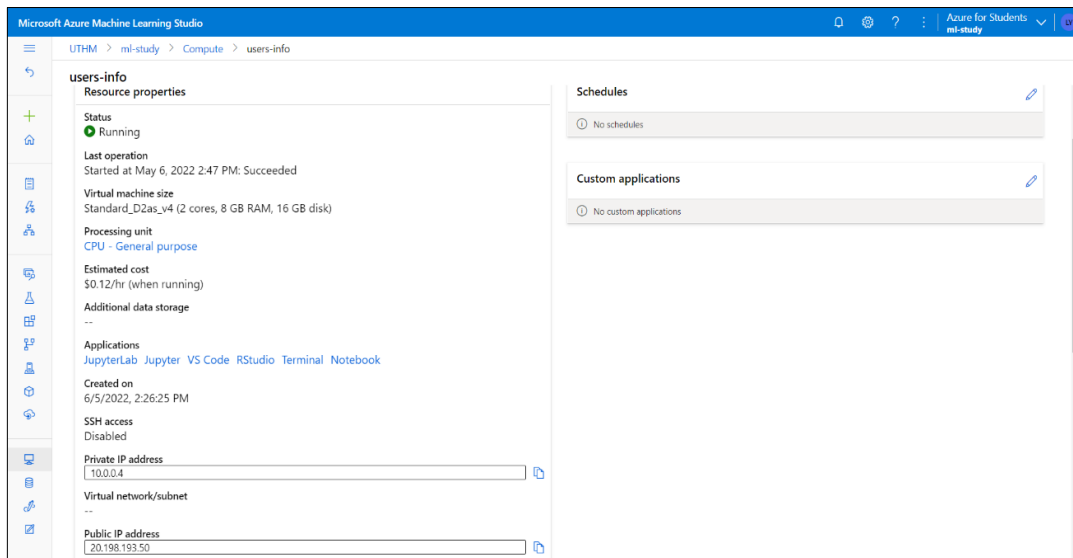 Microsoft Azure Machine Learning Studio
?
Azure for Students
ml-study
LY
UTHM > ml-study > Compute > users-info
users-info
Resource properties
Status
Running
Last operation
Started at May 6, 2022 2:47 PM: Succeeded
Virtual machine size
Standard_D2as_v4 (2 cores, 8 GB RAM, 16 GB disk)
Processing unit
CPU - General purpose
Estimated cost
$0.12/hr (when running)
Additional data storage
--
Applications
JupyterLab Jupyter VS Code RStudio Terminal Notebook
Created on
6/5/2022, 2:26:25 PM
SSH access
Disabled
Private IP address
10.0.0.4
Virtual network/subnet
--
Public IP address
20.198.193.50
Schedules
No schedules
Custom applications
No custom applications